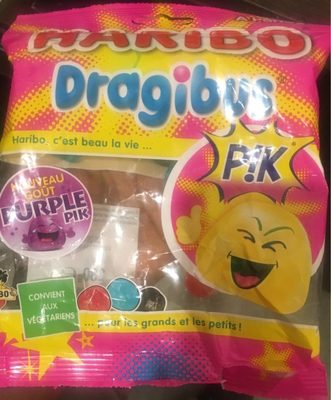 HARIBO
Dragibus
Haribo, c'est beau la vie ...
P!K
NOUVEAU
GOÛT
PURPLE
PIK
CONVIENT
AUX
VÉGÉTARIENS
... pour les grands et les petits !